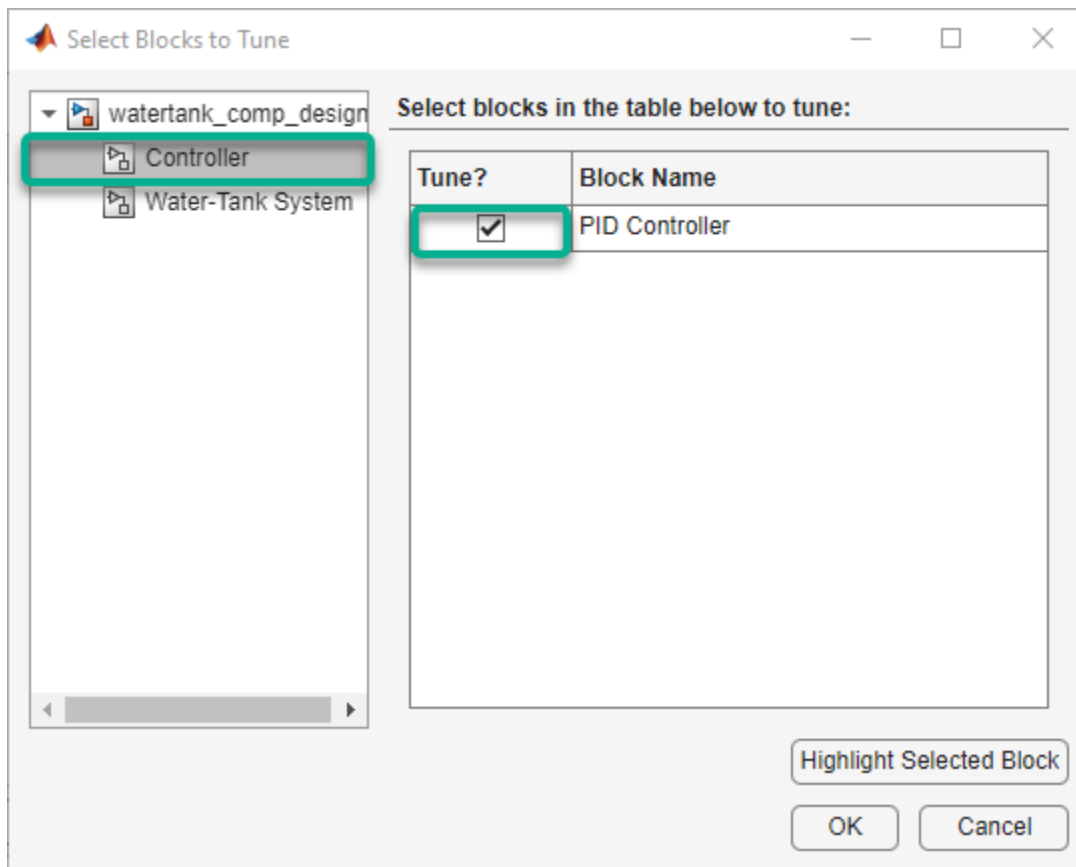 Select Blocks to Tune
watertank_comp_design
Controller
Water-Tank System
Select blocks in the table below to tune:
Tune? Block Name
PID Controller
Highlight Selected Block
OK Cancel